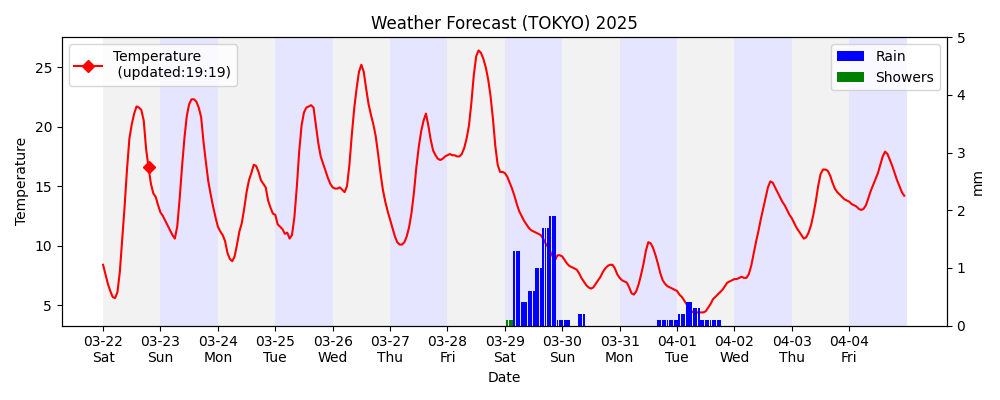 Weather Forecast (TOKYO) 2025
Temperature
(updated:19:19)
Rain
Showers
Temperature
25
20
15
10
5
5
4
3
2
1
0
mm
03-22 03-23 03-24 03-25 03-26 03-27 03-28 03-29 03-30 03-31 04-01 04-02 04-03 04-04
Sat Sun Mon Tue Wed Thu Fri Sat Sun Mon Tue Wed Thu Fri
Date